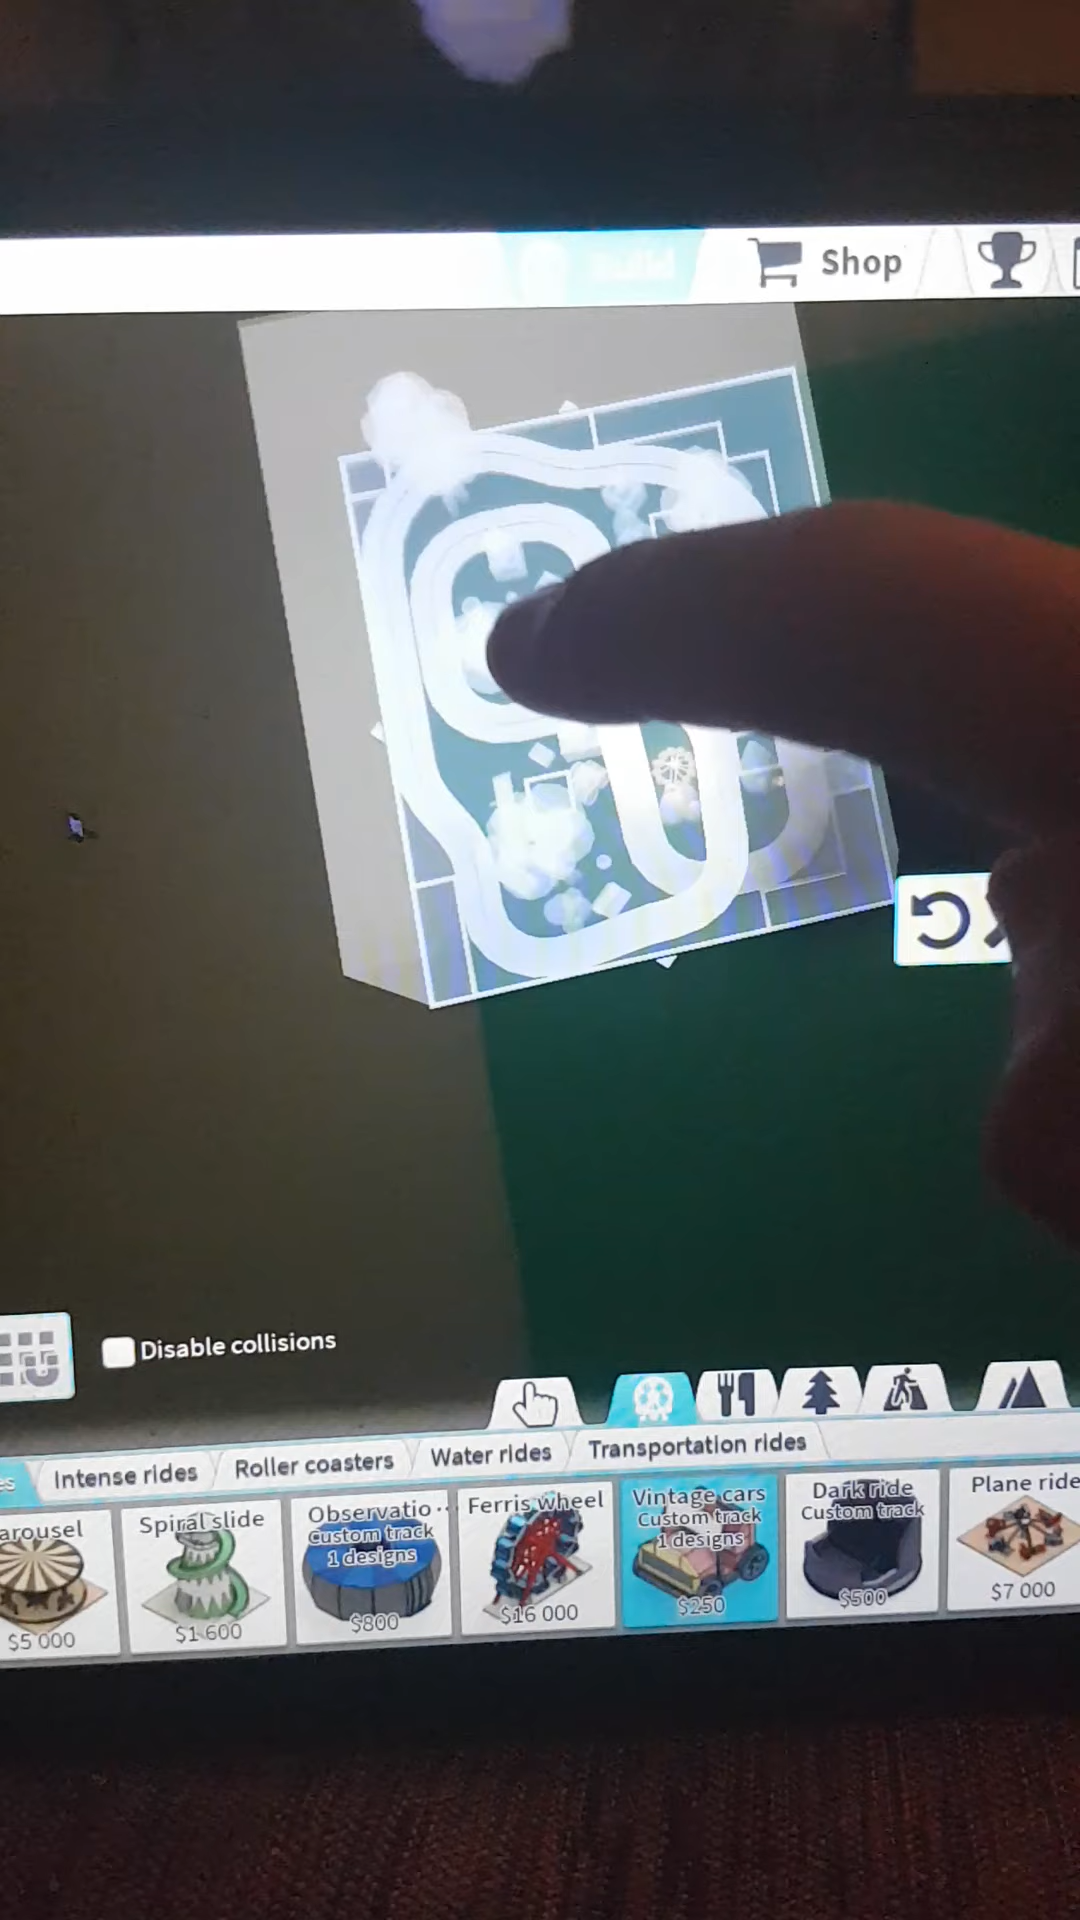 Build
Shop
Disable collisions
Intense rides
Roller coasters
Water rides
Transportation rides
arousel
$5 000
Spiral slide
$1 600
Observatio...
Custom track
1 designs
$800
Ferris wheel
$16 000
Vintage cars
Custom track
1 designs
$250
Dark ride
Custom track
$500
Plane ride
$7 000